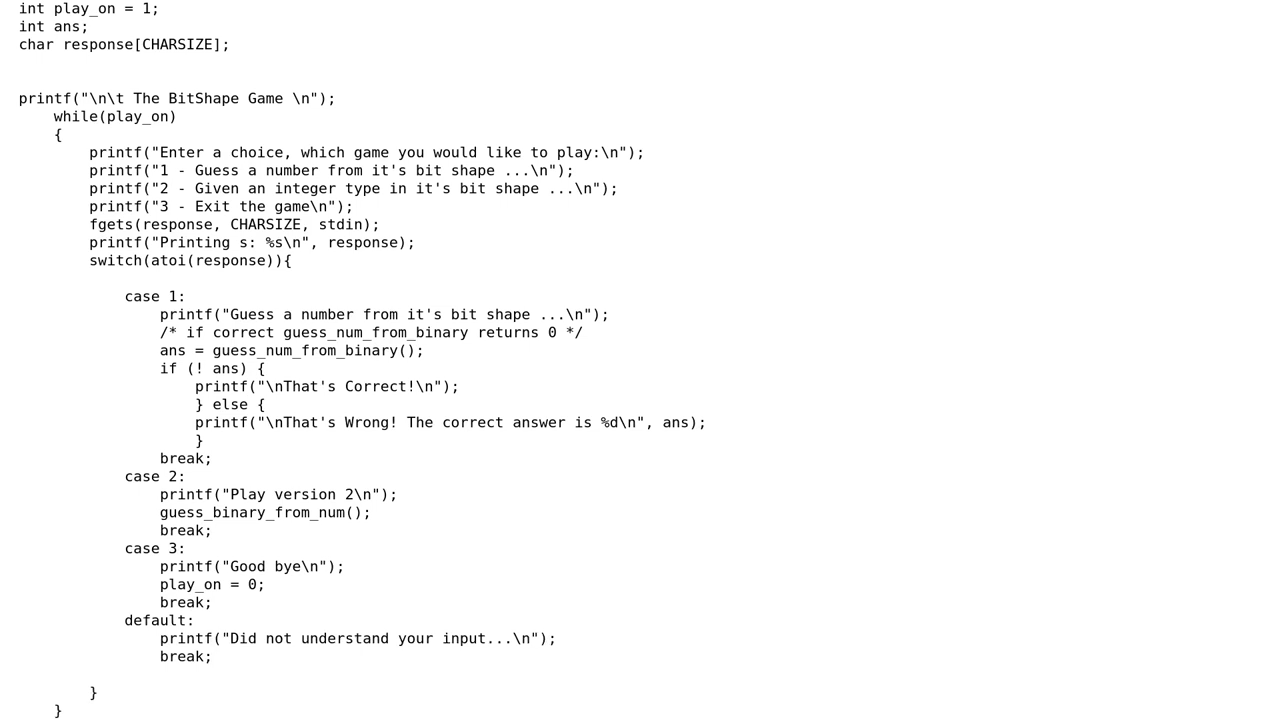 int play_on = 1;
int ans;
char response[CHARSIZE];
printf("\n\t The BitShape Game \n");
while(play_on)
{
printf("Enter a choice, which game you would like to play:\n");
printf("1 - Guess a number from it's bit shape ...\n");
printf("2 - Given an integer type in it's bit shape ...\n");
printf("3 - Exit the game\n");
fgets(response, CHARSIZE, stdin);
printf("Printing s: %s\n", response);
switch(atoi(response)){
case 1:
printf("Guess a number from it's bit shape ...\n");
/* if correct guess_num_from_binary returns 0 */
ans = guess_num_from_binary();
if (! ans) {
printf("\nThat's Correct!\n");
} else {
printf("\nThat's Wrong! The correct answer is %d\n", ans);
}
break;
case 2:
printf("Play version 2\n");
guess_binary_from_num();
break;
case 3:
printf("Good bye\n");
play_on = 0;
break;
default:
printf("Did not understand your input...\n");
break;
}
}